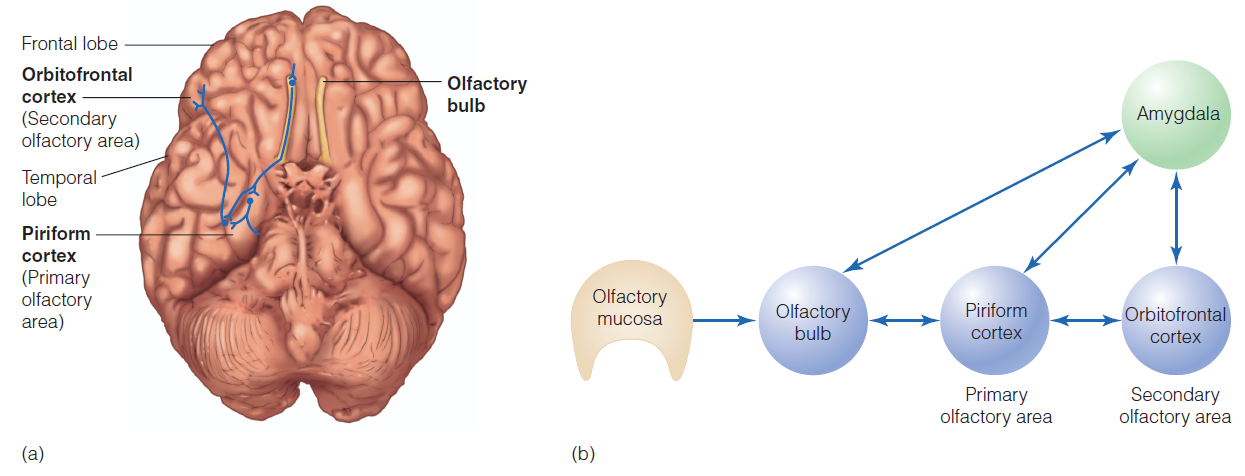 Frontal lobe
Orbitofrontal
cortex
(Secondary
olfactory area)
Temporal
lobe
Piriform
cortex
(Primary
olfactory
area)
Olfactory
bulb
(a)
Olfactory
mucosa
Olfactory
bulb
Piriform
cortex
Primary
olfactory area
Orbitofrontal
cortex
Secondary
olfactory area
Amygdala
(b)